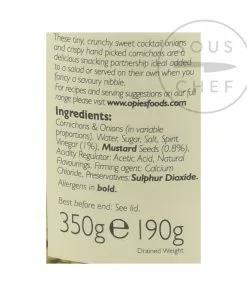 SOUS
CHEF
These tiny, crunchy sweet cocktail onions
and crispy hand picked cornichons are a
delicious snacking partnership ideal added
to a salad or served on their own when you
fancy a savoury nibble.
For recipes and serving suggestions on our full
range please visit www.opiesfoods.com
Ingredients:
Cornichons & Onions (in variable
proportions), Water, Sugar, Salt, Spirit
Vinegar (1%), Mustard Seeds (0.8%),
Acidity Regulator: Acetic Acid, Natural
Flavourings, Firming agent: Calcium
Chloride, Preservatives: Sulphur Dioxide.
Allergens in bold.
Best before end: See lid.
350g e 190g
Drained Weight